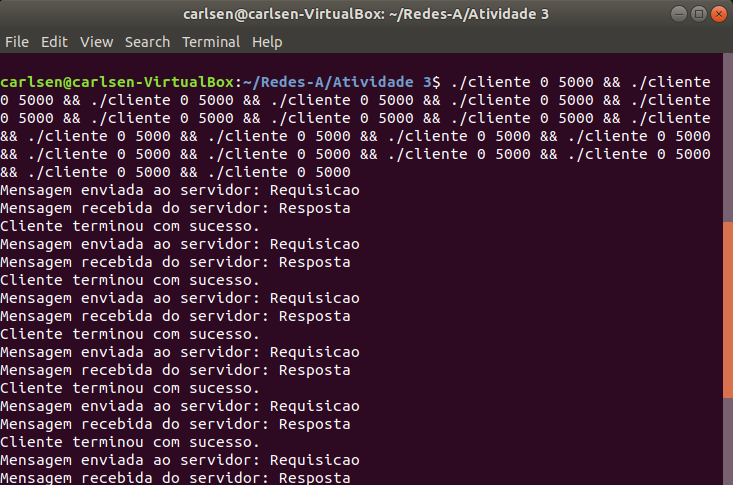 carlsen@carlsen-VirtualBox: ~/Redes-A/Atividade 3
File Edit View Search Terminal Help
carlsen@carlsen-VirtualBox:~/Redes-A/Atividade 3$ ./cliente 0 5000 && ./cliente
0 5000 && ./cliente 0 5000 && ./cliente 0 5000 && ./cliente 0 5000 && ./cliente
0 5000 && ./cliente 0 5000 && ./cliente 0 5000 && ./cliente 0 5000 && ./cliente
&& ./cliente 0 5000 && ./cliente 0 5000 && ./cliente 0 5000 && ./cliente 0 5000
&& ./cliente 0 5000 && ./cliente 0 5000 && ./cliente 0 5000 && ./cliente 0 5000
&& ./cliente 0 5000 && ./cliente 0 5000
Mensagem enviada ao servidor: Requisicao
Mensagem recebida do servidor: Resposta
Cliente terminou com sucesso.
Mensagem enviada ao servidor: Requisicao
Mensagem recebida do servidor: Resposta
Cliente terminou com sucesso.
Mensagem enviada ao servidor: Requisicao
Mensagem recebida do servidor: Resposta
Cliente terminou com sucesso.
Mensagem enviada ao servidor: Requisicao
Mensagem recebida do servidor: Resposta
Cliente terminou com sucesso.
Mensagem enviada ao servidor: Requisicao
Mensagem recebida do servidor: Resposta
Cliente terminou com sucesso.
Mensagem enviada ao servidor: Requisicao
Mensagem recebida do servidor: Resposta